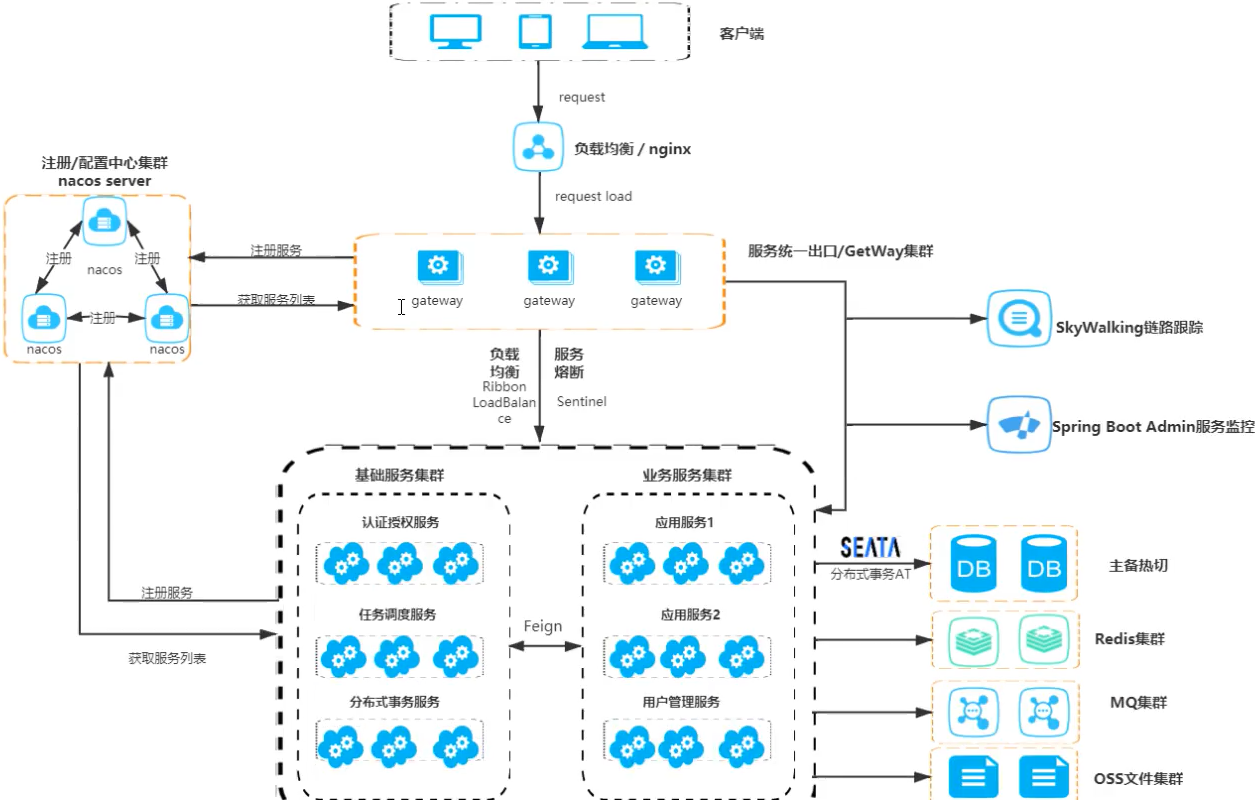 客户端
request
负载均衡 / nginx
注册/配置中心集群
nacos server
request load
注册
注册
nacos
注册
nacos
nacos
注册服务
获取服务列表
服务统一出口/GetWay集群
gateway
gateway
gateway
SkyWalking链路跟踪
Spring Boot Admin服务监控
负载
均衡
Ribbon
LoadBalan
ce
服务
熔断
Sentinel
基础服务集群
业务服务集群
认证授权服务
应用服务1
任务调度服务
应用服务2
Feign
分布式事务服务
用户管理服务
注册服务
获取服务列表
SEATA
分布式事务AT
DB
DB
主备热切
Redis集群
MQ集群
OSS文件集群